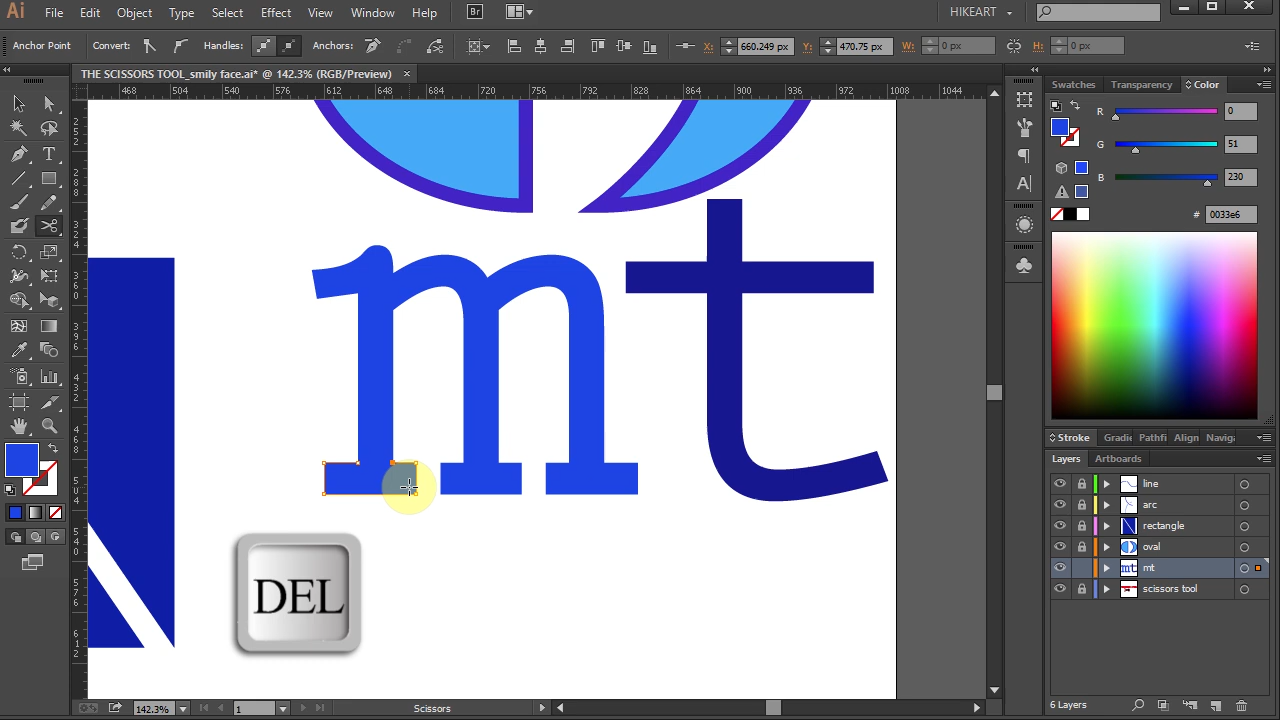 Ai File Edit Object Type Select Effect View Window Help Br HIKEART
Anchor Point Convert: Handles: Anchors: X: 660.249 px Y: 470.75 px W: 0 px H: 0 px
THE SCISSORS TOOL_smily face.ai* @ 142.3% (RGB/Preview) ×
468 504 540 576 612 648 684 720 756 792 828 864 900 936 972 1008 1044
Swatches Transparency Color
R 0
G 51
B 230
# 0033e6
mt
DEL
Stroke Gradie Pathfi Align Naviga
Layers Artboards
line
arc
rectangle
oval
mt
scissors tool
6 Layers
142.3% 1 Scissors